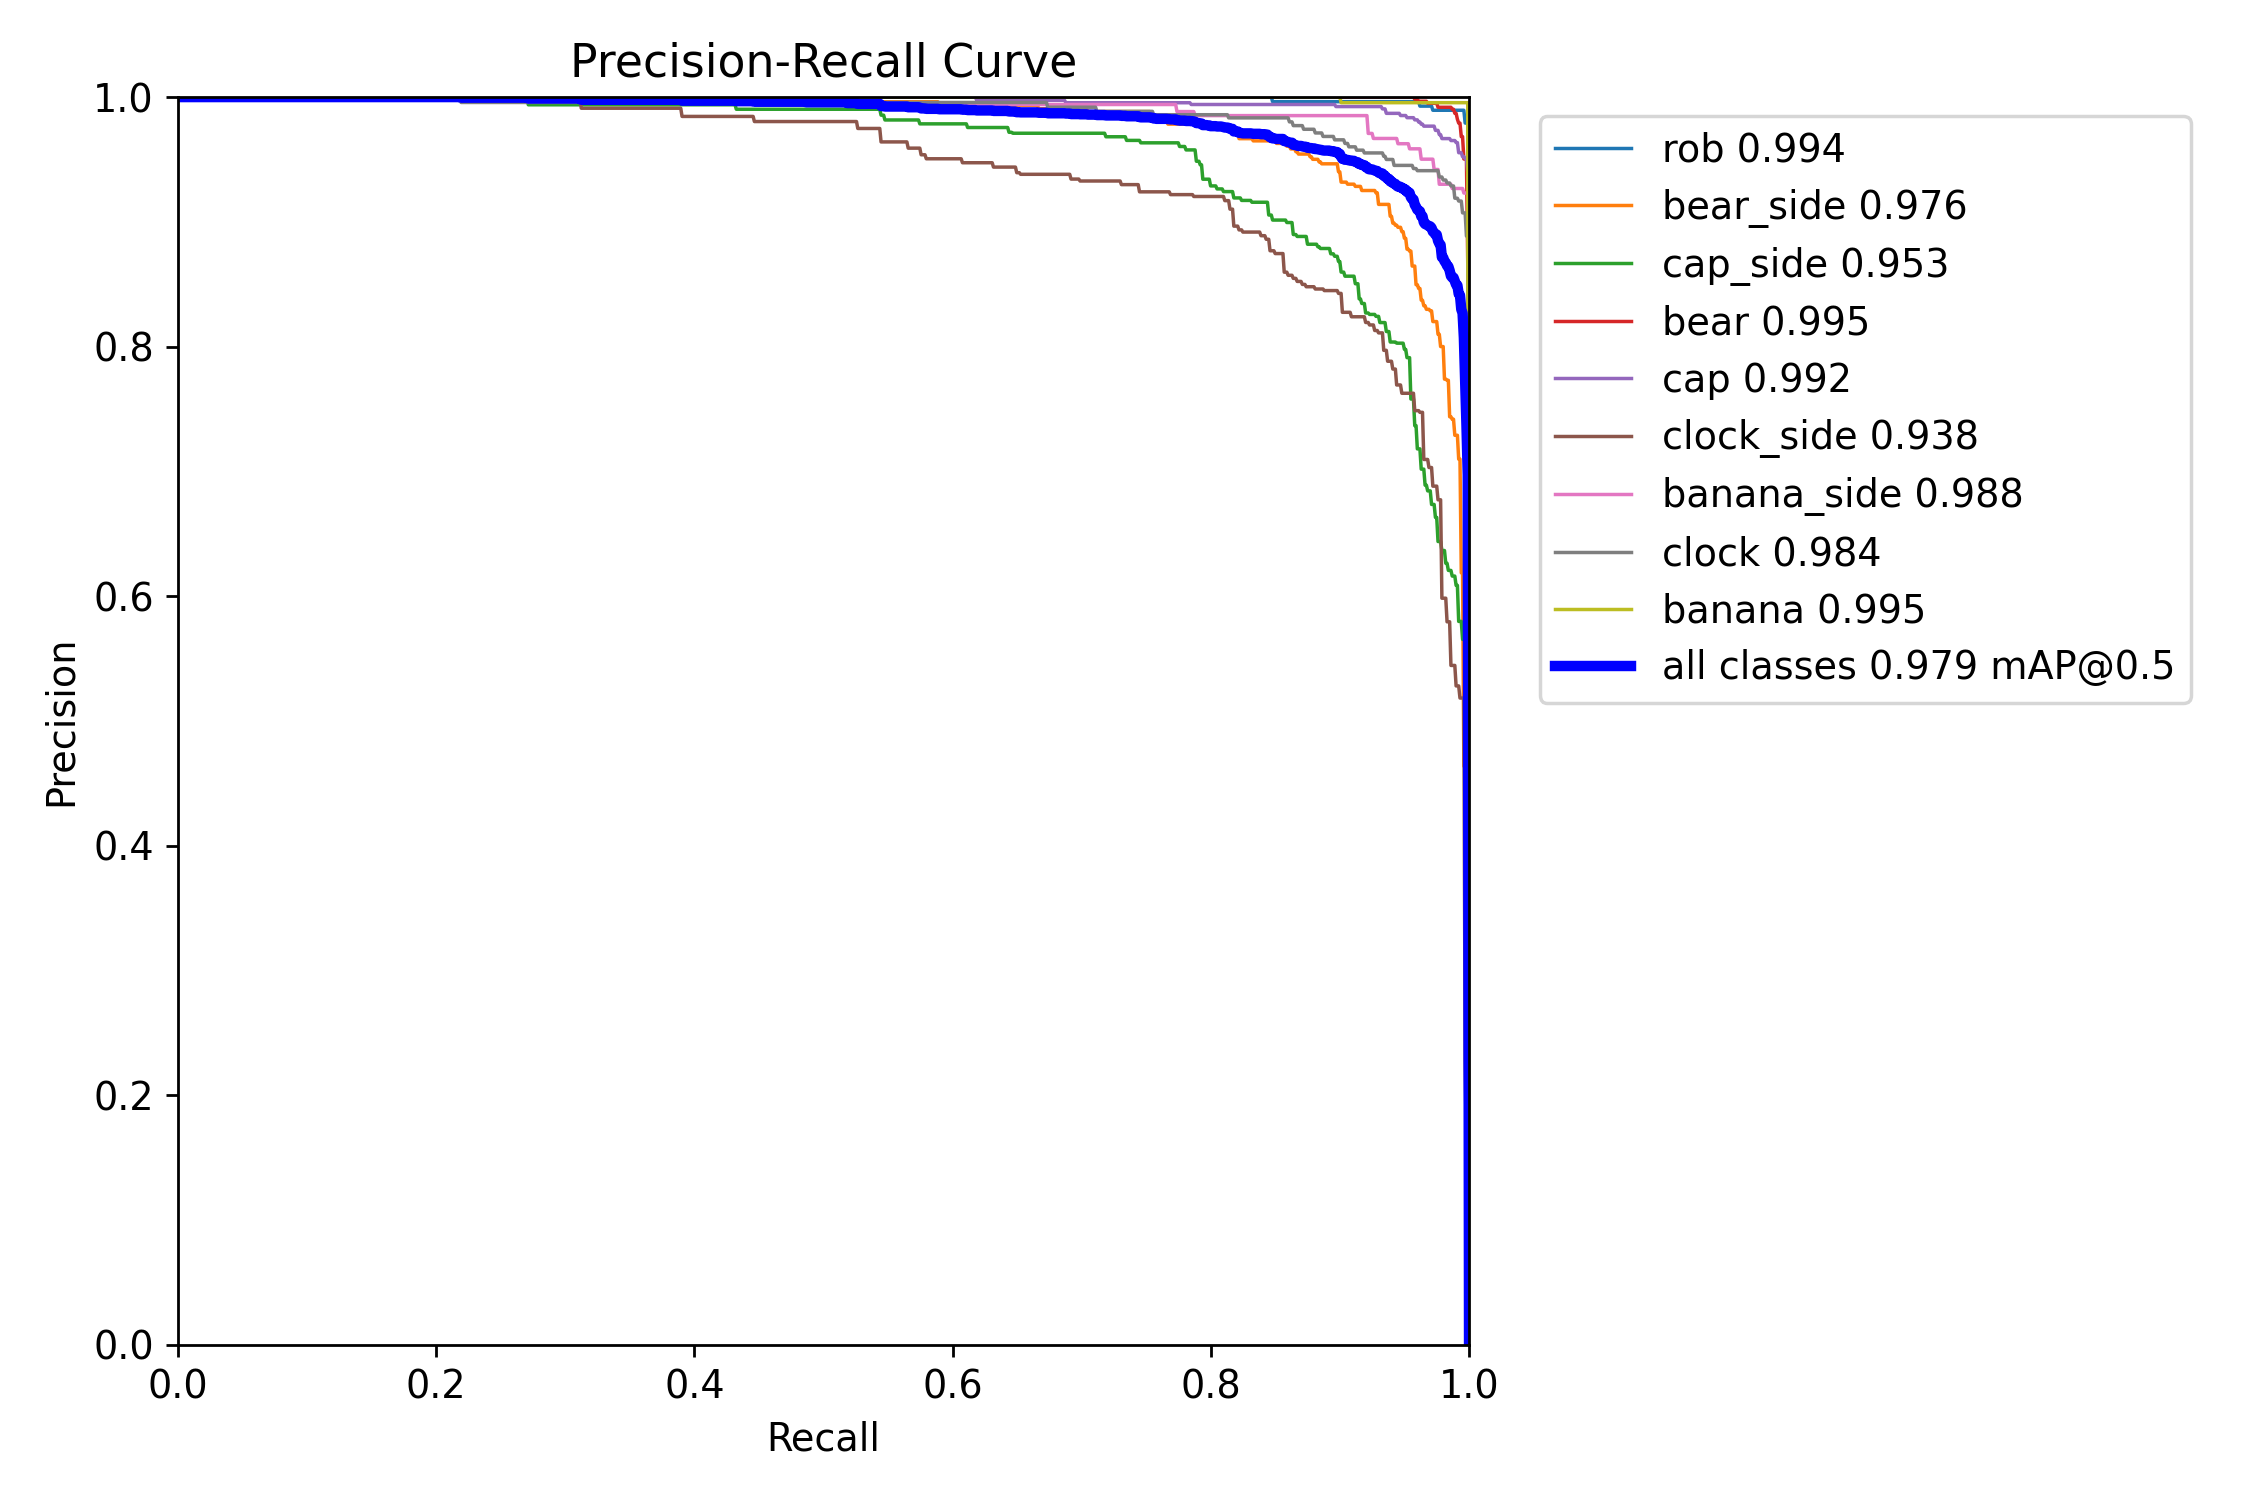 Precision-Recall Curve
1.0
0.8
0.6
0.4
0.2
0.0
Precision
0.0 0.2 0.4 0.6 0.8 1.0
Recall
rob 0.994
bear_side 0.976
cap_side 0.953
bear 0.995
cap 0.992
clock_side 0.938
banana_side 0.988
clock 0.984
banana 0.995
all classes 0.979 mAP@0.5